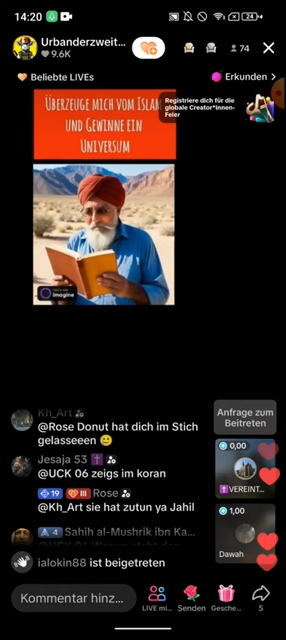 14:20
24
Urbanderzweit...
9.6K
74
Beliebte LIVEs
Erkunden
Registriere dich für die
globale Creator*innen-
Feier
ÜBERZEUGE MICH VOM ISLAM
UND GEWINNE EIN
UNIVERSUM
imagine
Kh_Art
@Rose Donut hat dich im Stich
gelasseeen
Jesaja 53
@UCK 06 zeigs im koran
19 III Rose
@Kh_Art sie hat zutun ya Jahil
4 Sahih al-Mushrik ibn Ka...
ialokin88 ist beigetreten
Anfrage zum
Beitreten
0,00
VEREINT...
1,00
Dawah
Kommentar hinz...
LIVE mi...
Senden
Gesche...
5